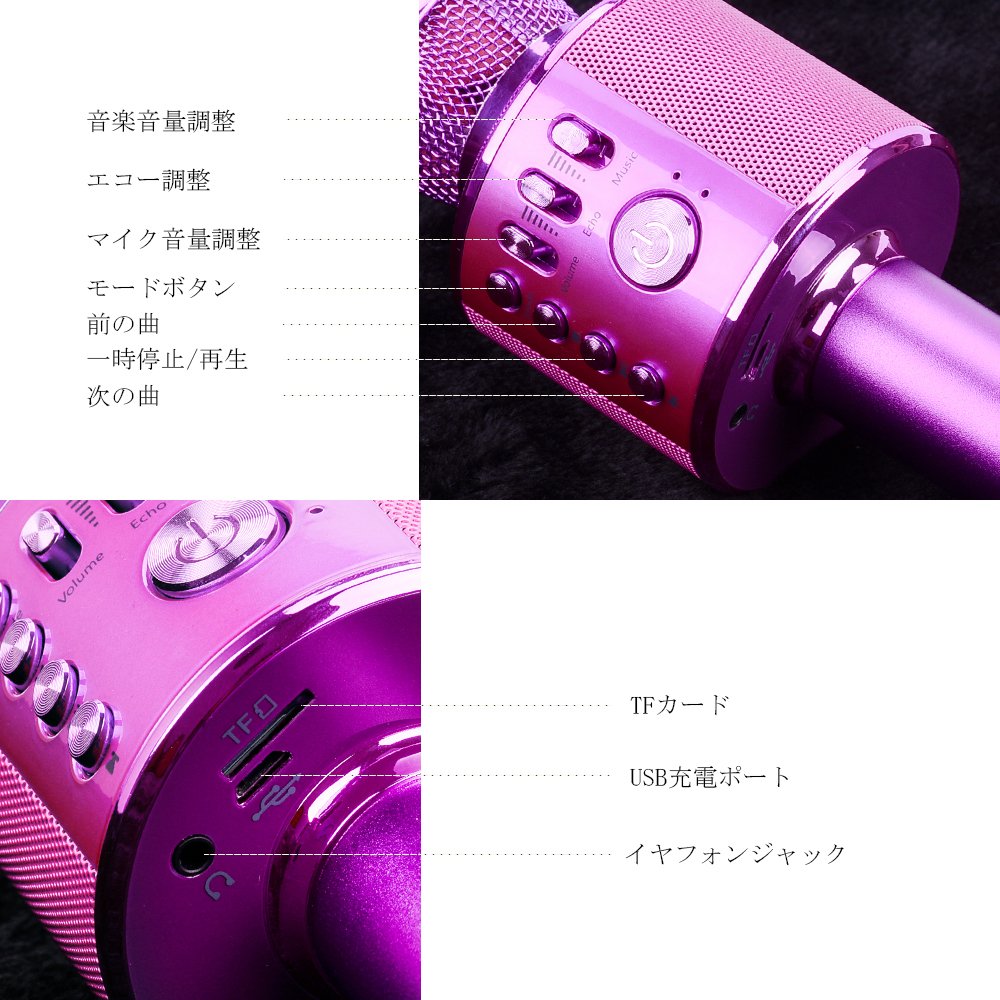 音楽音量調整
エコー調整
マイク音量調整
モードボタン
前の曲
一時停止/再生
次の曲
Music
Echo
Volume
TF
Echo
Volume
TF
TFカード
USB充電ポート
イヤフォンジャック